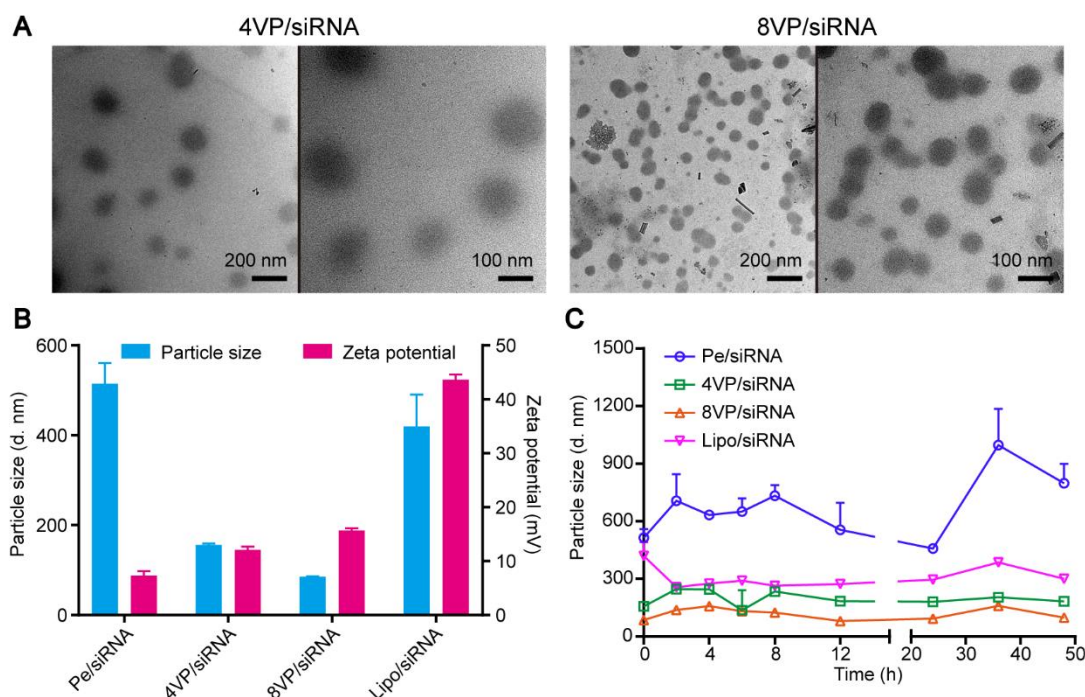 A
4VP/siRNA
8VP/siRNA
200 nm
100 nm
200 nm
100 nm
B
Particle size
Zeta potential
Particle size (d. nm)
600
400
200
0
Zeta potential (mV)
50
40
30
20
10
0
Pe/siRNA
4VP/siRNA
8VP/siRNA
Lipo/siRNA
C
Pe/siRNA
4VP/siRNA
8VP/siRNA
Lipo/siRNA
Particle size (d. nm)
1500
1200
900
600
300
0
0 4 8 12 20 30 40 50
Time (h)